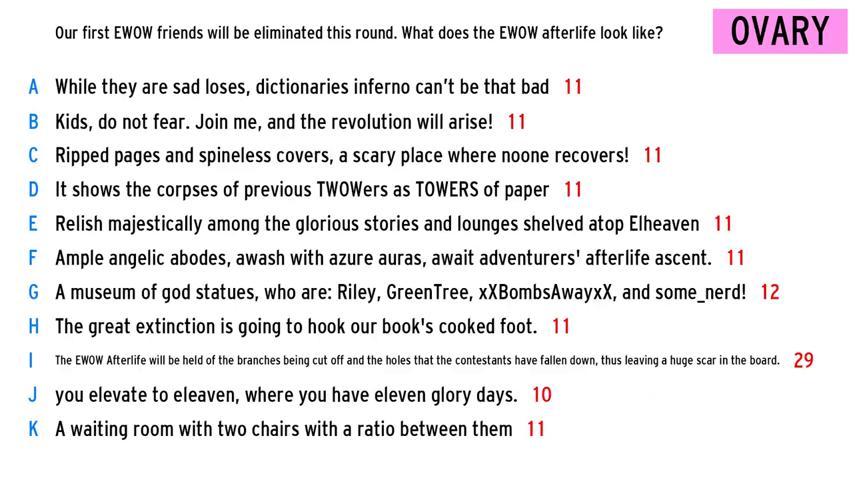 Our first EWOW friends will be eliminated this round. What does the EWOW afterlife look like?
OVARY
A While they are sad loses, dictionaries inferno can't be that bad 11
B Kids, do not fear. Join me, and the revolution will arise! 11
C Ripped pages and spineless covers, a scary place where noone recovers! 11
D It shows the corpses of previous TWOWers as TOWERS of paper 11
E Relish majestically among the glorious stories and lounges shelved atop Elheaven 11
F Ample angelic abodes, awash with azure auras, await adventurers' afterlife ascent. 11
G A museum of god statues, who are: Riley, GreenTree, xXBombsAwayxX, and some_nerd! 12
H The great extinction is going to hook our book's cooked foot. 11
I The EWOW Afterlife will be held of the branches being cut off and the holes that the contestants have fallen down, thus leaving a huge scar in the board. 29
J you elevate to eleaven, where you have eleven glory days. 10
K A waiting room with two chairs with a ratio between them 11